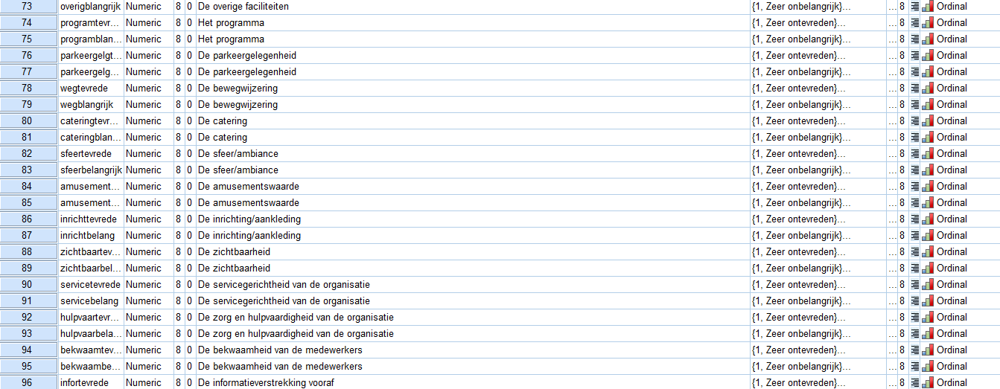 73 overigblangrijk Numeric 8 0 De overige faciliteiten {1, Zeer onbelangrijk}... ... 8 Ordinal
74 programtevr... Numeric 8 0 Het programma {1, Zeer ontevreden}... ... 8 Ordinal
75 programblan... Numeric 8 0 Het programma {1, Zeer onbelangrijk}... ... 8 Ordinal
76 parkeergelgt... Numeric 8 0 De parkeergelegenheid {1, Zeer ontevreden}... ... 8 Ordinal
77 parkeergelg... Numeric 8 0 De parkeergelegenheid {1, Zeer onbelangrijk}... ... 8 Ordinal
78 wegtevrede Numeric 8 0 De bewegwijzering {1, Zeer ontevreden}... ... 8 Ordinal
79 wegblangrijk Numeric 8 0 De bewegwijzering {1, Zeer onbelangrijk}... ... 8 Ordinal
80 cateringtevr... Numeric 8 0 De catering {1, Zeer ontevreden}... ... 8 Ordinal
81 cateringblan... Numeric 8 0 De catering {1, Zeer onbelangrijk}... ... 8 Ordinal
82 sfeertevrede Numeric 8 0 De sfeer/ambiance {1, Zeer ontevreden}... ... 8 Ordinal
83 sfeerbelangrijk Numeric 8 0 De sfeer/ambiance {1, Zeer onbelangrijk}... ... 8 Ordinal
84 amusement... Numeric 8 0 De amusementswaarde {1, Zeer ontevreden}... ... 8 Ordinal
85 amusement... Numeric 8 0 De amusementswaarde {1, Zeer onbelangrijk}... ... 8 Ordinal
86 inrichttevrede Numeric 8 0 De inrichting/aankleding {1, Zeer ontevreden}... ... 8 Ordinal
87 inrichtbelang Numeric 8 0 De inrichting/aankleding {1, Zeer onbelangrijk}... ... 8 Ordinal
88 zichtbaartev... Numeric 8 0 De zichtbaarheid {1, Zeer ontevreden}... ... 8 Ordinal
89 zichtbaarbel... Numeric 8 0 De zichtbaarheid {1, Zeer onbelangrijk}... ... 8 Ordinal
90 servicetevrede Numeric 8 0 De servicegerichtheid van de organisatie {1, Zeer ontevreden}... ... 8 Ordinal
91 servicebelang Numeric 8 0 De servicegerichtheid van de organisatie {1, Zeer onbelangrijk}... ... 8 Ordinal
92 hulpvaartevr... Numeric 8 0 De zorg en hulpvaardigheid van de organisatie {1, Zeer ontevreden}... ... 8 Ordinal
93 hulpvaarbela... Numeric 8 0 De zorg en hulpvaardigheid van de organisatie {1, Zeer onbelangrijk}... ... 8 Ordinal
94 bekwaamtev... Numeric 8 0 De bekwaamheid van de medewerkers {1, Zeer ontevreden}... ... 8 Ordinal
95 bekwaambe... Numeric 8 0 De bekwaamheid van de medewerkers {1, Zeer onbelangrijk}... ... 8 Ordinal
96 infortevrede Numeric 8 0 De informatieverstrekking vooraf {1, Zeer ontevreden}... ... 8 Ordinal